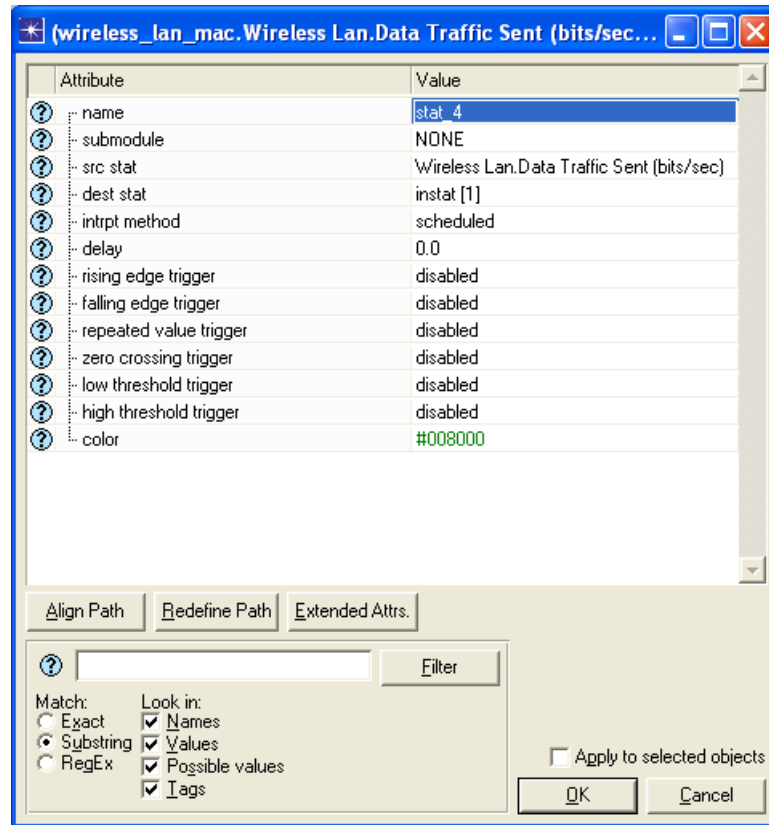 (wireless_lan_mac.Wireless Lan.Data Traffic Sent (bits/sec...
Attribute Value
? name stat_4
? submodule NONE
? src stat Wireless Lan.Data Traffic Sent (bits/sec)
? dest stat instat [1]
? intrpt method scheduled
? delay 0.0
? rising edge trigger disabled
? falling edge trigger disabled
? repeated value trigger disabled
? zero crossing trigger disabled
? low threshold trigger disabled
? high threshold trigger disabled
? color #008000
Align Path Redefine Path Extended Attrs.
? Filter
Match: Look in:
Exact Names
Substring Values
RegEx Possible values
Tags
Apply to selected objects
OK Cancel